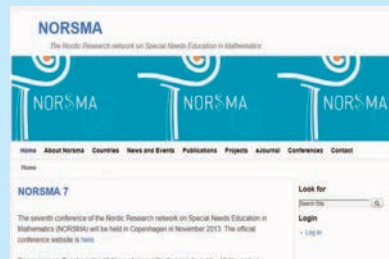 NORSMA
The Nordic Research network on Special Needs Education in Mathematics
NORSMA NORSMA NORSMA
Home About Norsma Countries News and Events Publications Projects eJournal Conferences Contact
Home
NORSMA 7
The seventh conference of the Nordic Research network on Special Needs Education in
Mathematics (NORSMA) will be held in Copenhagen in November 2013. The official
conference website is here.
Look for
Search Site
Login
Log in